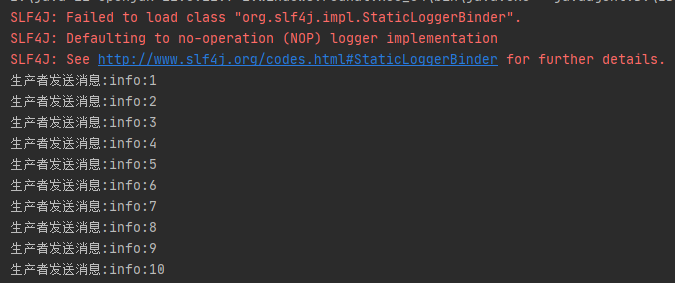 SLF4J: Failed to load class "org.slf4j.impl.StaticLoggerBinder".
SLF4J: Defaulting to no-operation (NOP) logger implementation
SLF4J: See http://www.slf4j.org/codes.html#StaticLoggerBinder for further details.
生产者发送消息:info:1
生产者发送消息:info:2
生产者发送消息:info:3
生产者发送消息:info:4
生产者发送消息:info:5
生产者发送消息:info:6
生产者发送消息:info:7
生产者发送消息:info:8
生产者发送消息:info:9
生产者发送消息:info:10